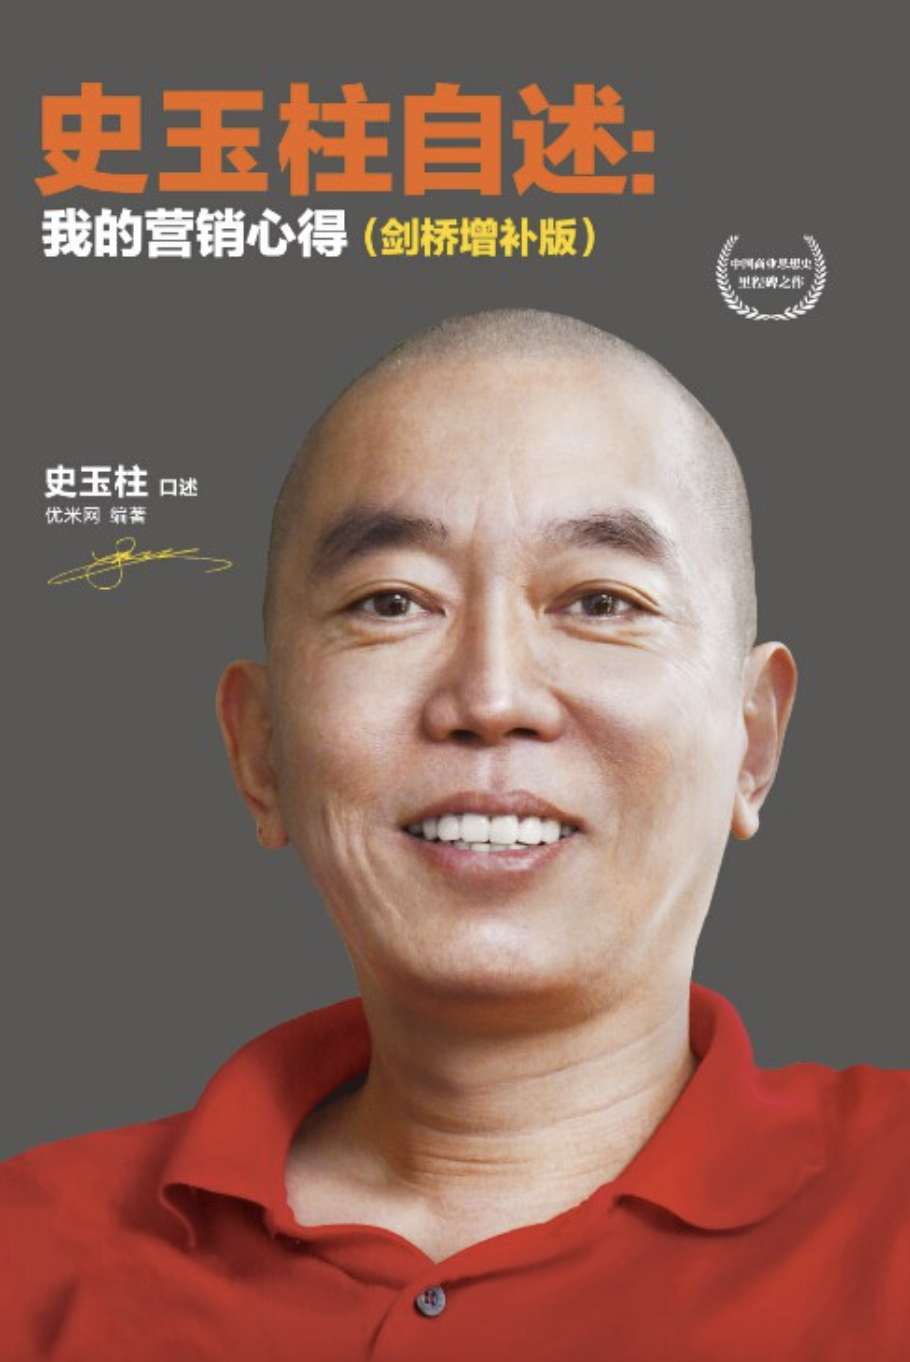 史玉柱自述:
我的营销心得(剑桥增补版)
中国商业思想史
里程碑之作
史玉柱 口述
优米网 编著